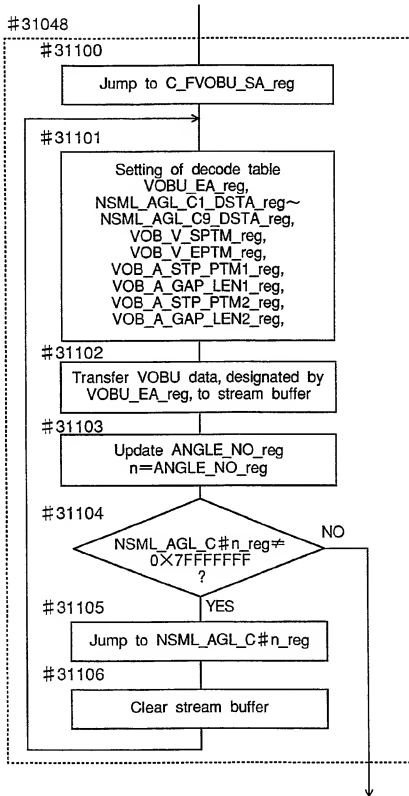 #31048
#31100
Jump to C_FVOBU_SA_reg
#31101
Setting of decode table
VOBU_EA_reg,
NSML_AGL_C1_DSTA_reg~
NSML_AGL_C9_DSTA_reg,
VOB_V_SPTM_reg,
VOB_V_EPTM_reg,
VOB_A_STP_PTM1_reg,
VOB_A_GAP_LEN1_reg,
VOB_A_STP_PTM2_reg,
VOB_A_GAP_LEN2_reg,
#31102
Transfer VOBU data, designated by
VOBU_EA_reg, to stream buffer
#31103
Update ANGLE_NO_reg
n=ANGLE_NO_reg
#31104
NO
NSML_AGL_C#n_reg≠
0×7FFFFFFF
?
YES
#31105
Jump to NSML_AGL_C#n_reg
#31106
Clear stream buffer